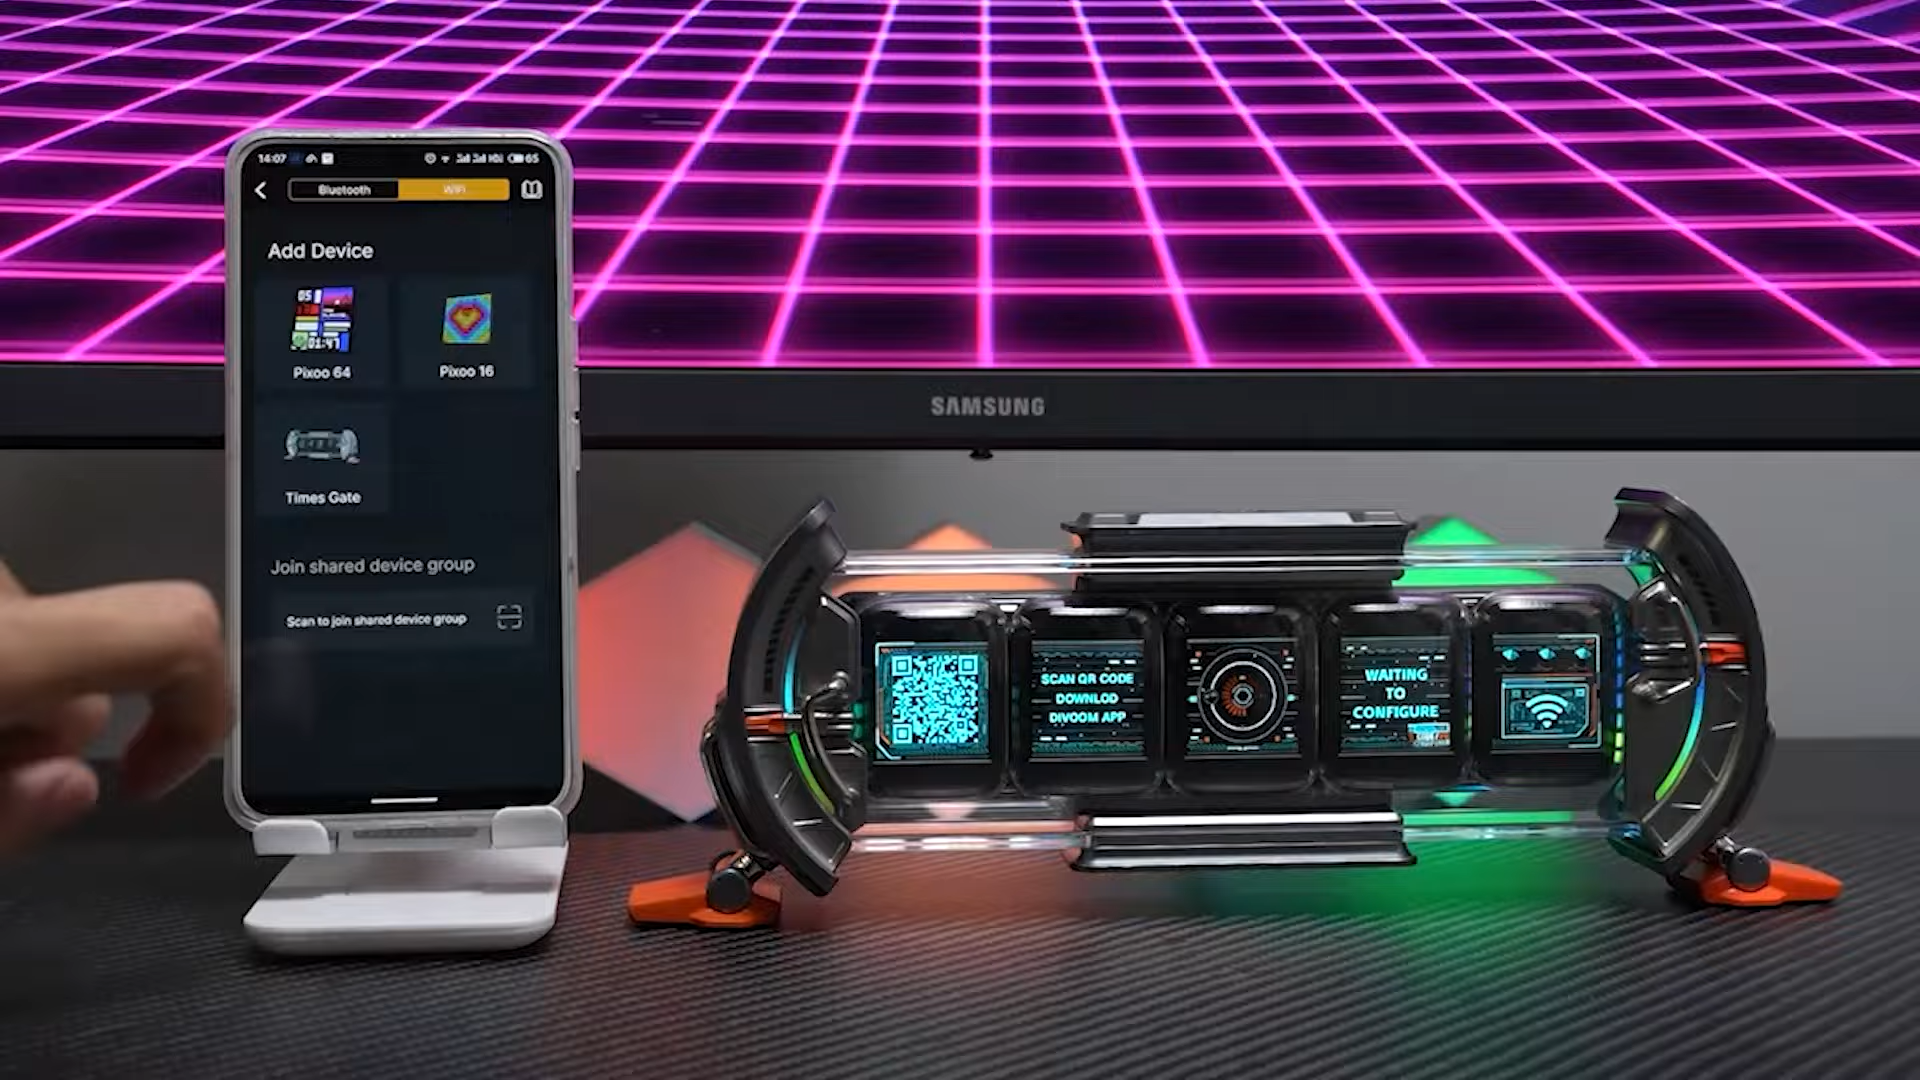 14:07
65
Bluetooth
WiFi
Add Device
Pixoo 64
Pixoo 16
Times Gate
Join shared device group
Scan to join shared device group
SAMSUNG
SCAN QR CODE
DOWNLOD
DIVOOM APP
WAITING
TO
CONFIGURE